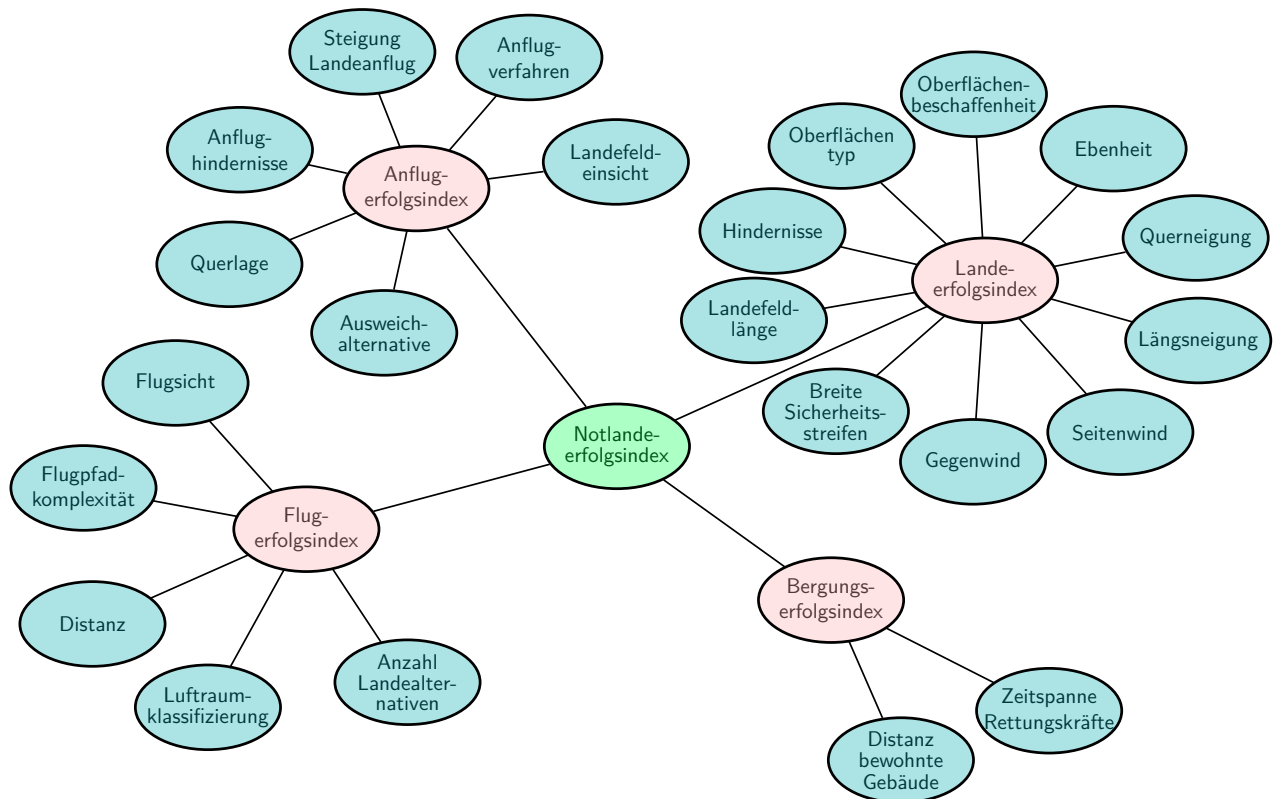 Steigung
Landeanflug
Anflug-
verfahren
Anflug-
hindernisse
Landefeld-
einsicht
Anflug-
erfolgsindex
Querlage
Ausweich-
alternative
Oberflächen-
beschaffenheit
Oberflächen
typ
Ebenheit
Hindernisse
Querneigung
Lande-
erfolgsindex
Landefeld-
länge
Längsneigung
Breite
Sicherheits-
streifen
Gegenwind
Seitenwind
Notlande-
erfolgsindex
Flugsicht
Flugpfad-
komplexität
Flug-
erfolgsindex
Distanz
Luftraum-
klassifizierung
Anzahl
Landealter-
nativen
Bergungs-
erfolgsindex
Zeitspanne
Rettungskräfte
Distanz
bewohnte
Gebäude